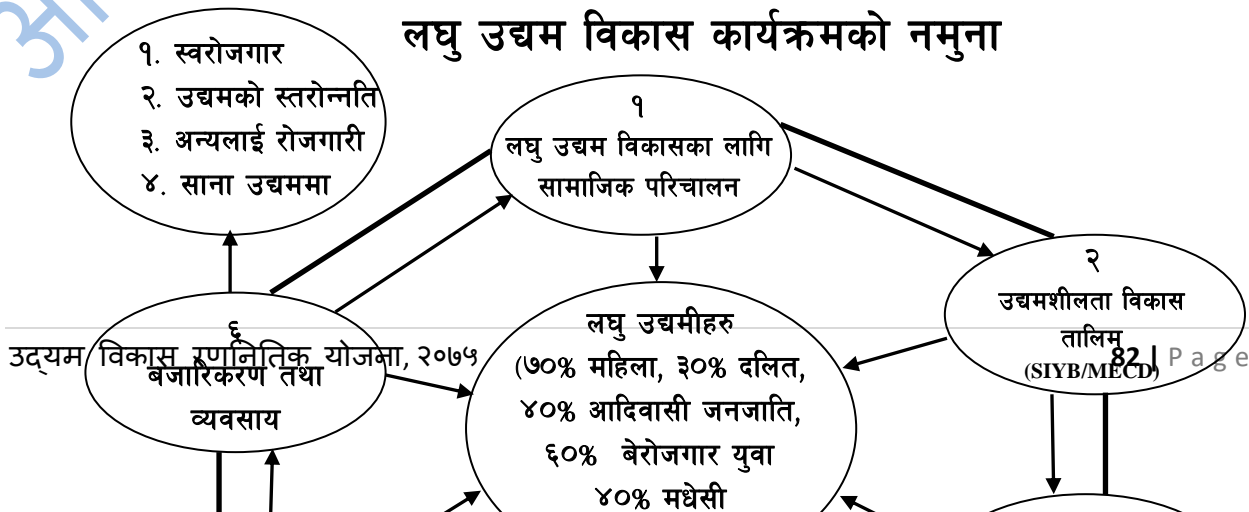 लघु उद्यम विकास कार्यक्रमको नमुना
१. स्वरोजगार
२. उद्यमको स्तरोन्नति
३. अन्यलाई रोजगारी
४. साना उद्यममा
१
लघु उद्यम विकासका लागि
सामाजिक परिचालन
२
उद्यमशीलता विकास
तालिम
(SIYB/MECD)
लघु उद्यमीहरु
(७०% महिला, ३०% दलित,
४०% आदिवासी जनजाति,
६०% बेरोजगार युवा
४०% मधेसी
६
बजारिकरण तथा
व्यवसाय
उद्यम विकास रणनितिक योजना, २०७५
82 | Page